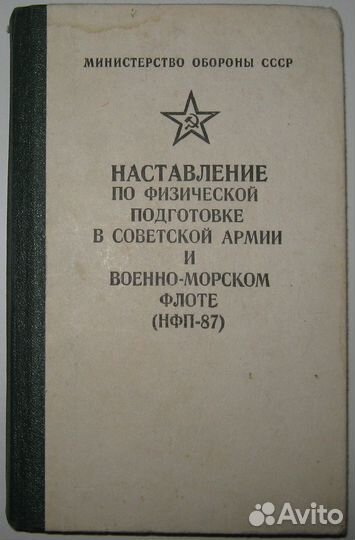 МИНИСТЕРСТВО ОБОРОНЫ СССР
НАСТАВЛЕНИЕ
ПО ФИЗИЧЕСКОЙ
ПОДГОТОВКЕ
В СОВЕТСКОЙ АРМИИ
И
ВОЕННО-МОРСКОМ
ФЛОТЕ
(НФП-87)
Avito